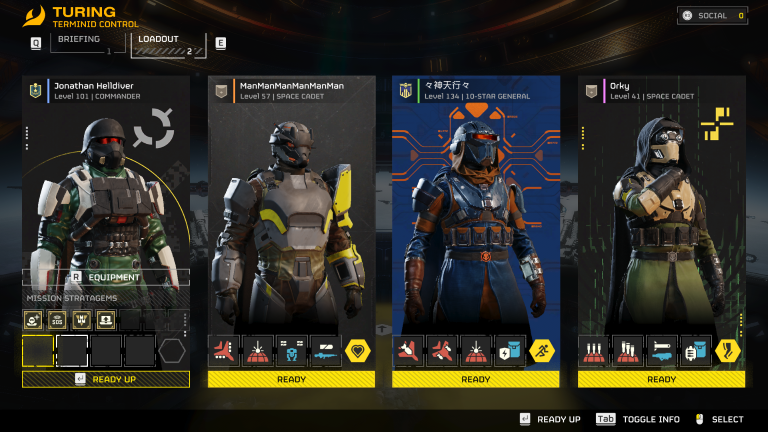 TURING
TERMINID CONTROL
SOCIAL 0
Q
BRIEFING
1
LOADOUT
2
E
Jonathan Helldiver
Level 101 | COMMANDER
ManManManManManMan
Level 57 | SPACE CADET
々神天行々
Level 134 | 10-STAR GENERAL
Orky
Level 41 | SPACE CADET
R EQUIPMENT
MISSION STRATAGEMS
SOS
READY UP
READY
READY
READY
READY UP
Tab TOGGLE INFO
SELECT